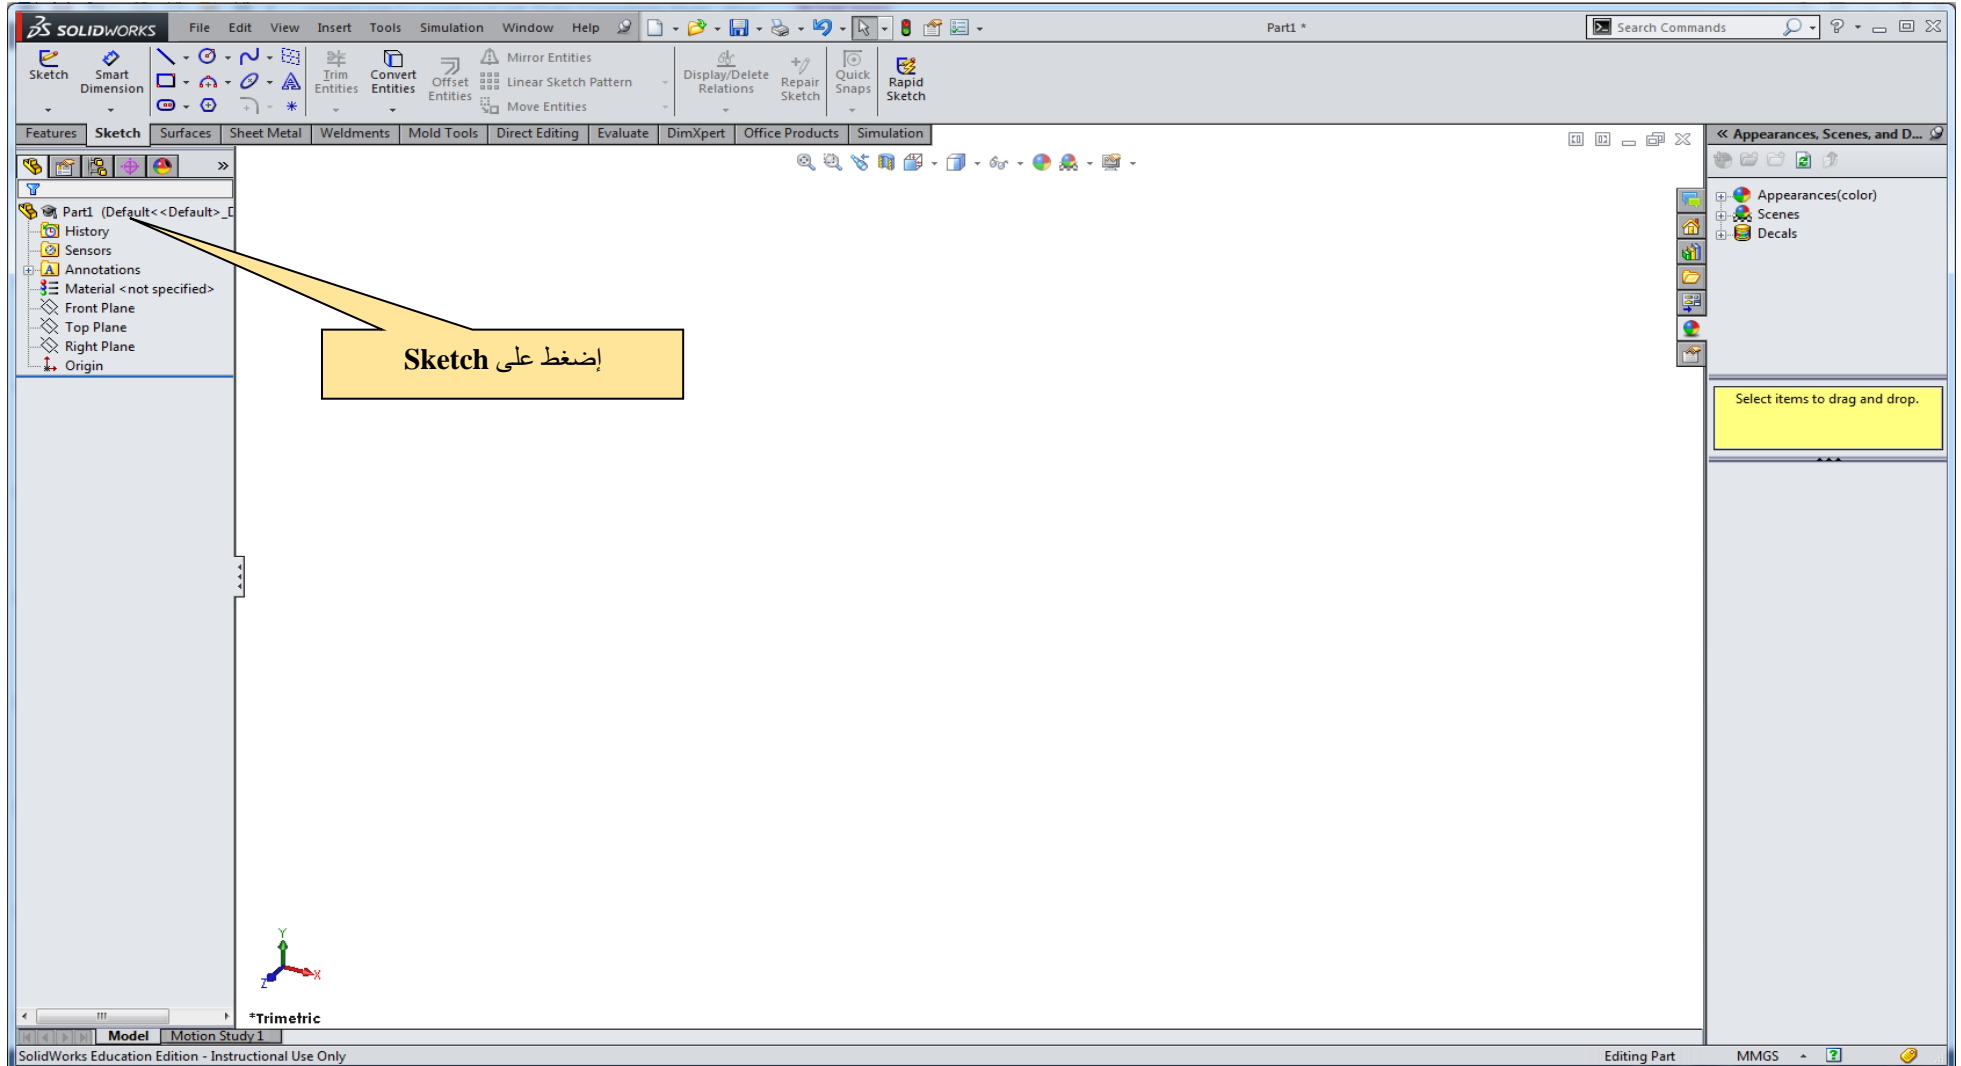 SOLIDWORKS File Edit View Insert Tools Simulation Window Help Part1 * Search Commands
Sketch Smart Dimension Trim Entities Convert Entities Offset Entities Mirror Entities Linear Sketch Pattern Move Entities Display/Delete Relations Repair Sketch Quick Snaps Rapid Sketch
Features Sketch Surfaces Sheet Metal Weldments Mold Tools Direct Editing Evaluate DimXpert Office Products Simulation
« Appearances, Scenes, and D...
Part1 (Default<<Default>_D
History
Sensors
Annotations
Material <not specified>
Front Plane
Top Plane
Right Plane
Origin
إضغط على Sketch
Appearances(color)
Scenes
Decals
Select items to drag and drop.
Y
X
Z
*Trimetric
Model Motion Study 1
SolidWorks Education Edition - Instructional Use Only Editing Part MMGS